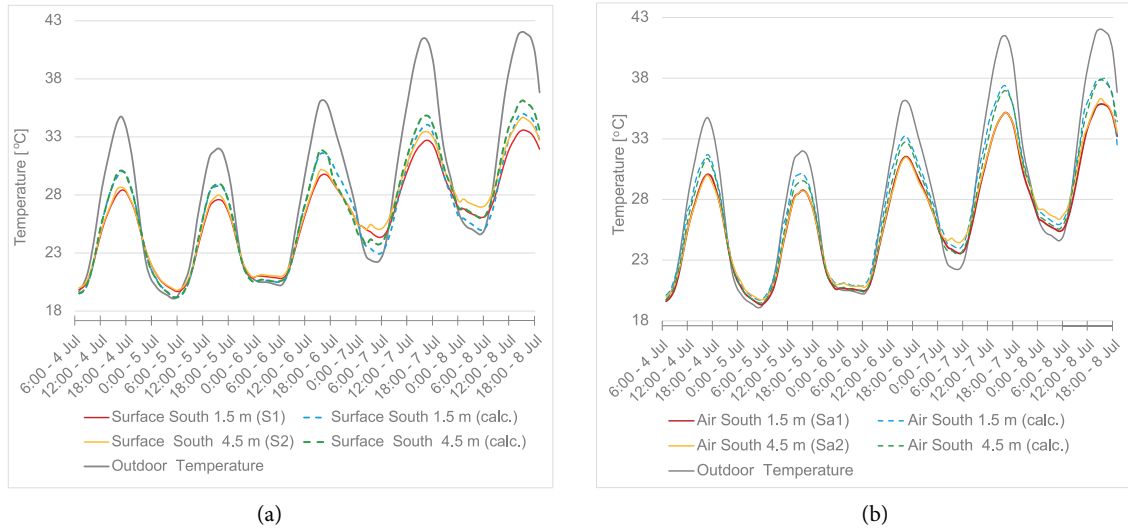 43
38
33
28
23
18
Temperature [ºC]
6:00 - 4 Jul
12:00 - 4 Jul
18:00 - 4 Jul
0:00 - 5 Jul
6:00 - 5 Jul
12:00 - 5 Jul
18:00 - 5 Jul
0:00 - 6 Jul
6:00 - 6 Jul
12:00 - 6 Jul
18:00 - 6 Jul
0:00 - 7 Jul
6:00 - 7 Jul
12:00 - 7 Jul
18:00 - 7 Jul
0:00 - 8 Jul
6:00 - 8 Jul
12:00 - 8 Jul
18:00 - 8 Jul
Surface South 1.5 m (S1)
Surface South 1.5 m (calc.)
Surface South 4.5 m (S2)
Surface South 4.5 m (calc.)
Outdoor Temperature
(a)
43
38
33
28
23
18
Temperature [°C]
6:00 - 4 Jul
12:00 - 4 Jul
18:00 - 4 Jul
0:00 - 5 Jul
6:00 - 5 Jul
12:00 - 5 Jul
18:00 - 5 Jul
0:00 - 6 Jul
6:00 - 6 Jul
12:00 - 6 Jul
18:00 - 6 Jul
0:00 - 7 Jul
6:00 - 7 Jul
12:00 - 7 Jul
18:00 - 7 Jul
0:00 - 8 Jul
6:00 - 8 Jul
12:00 - 8 Jul
18:00 - 8 Jul
Air South 1.5 m (Sa1)
Air South 1.5 m (calc.)
Air South 4.5 m (Sa2)
Air South 4.5 m (calc.)
Outdoor Temperature
(b)